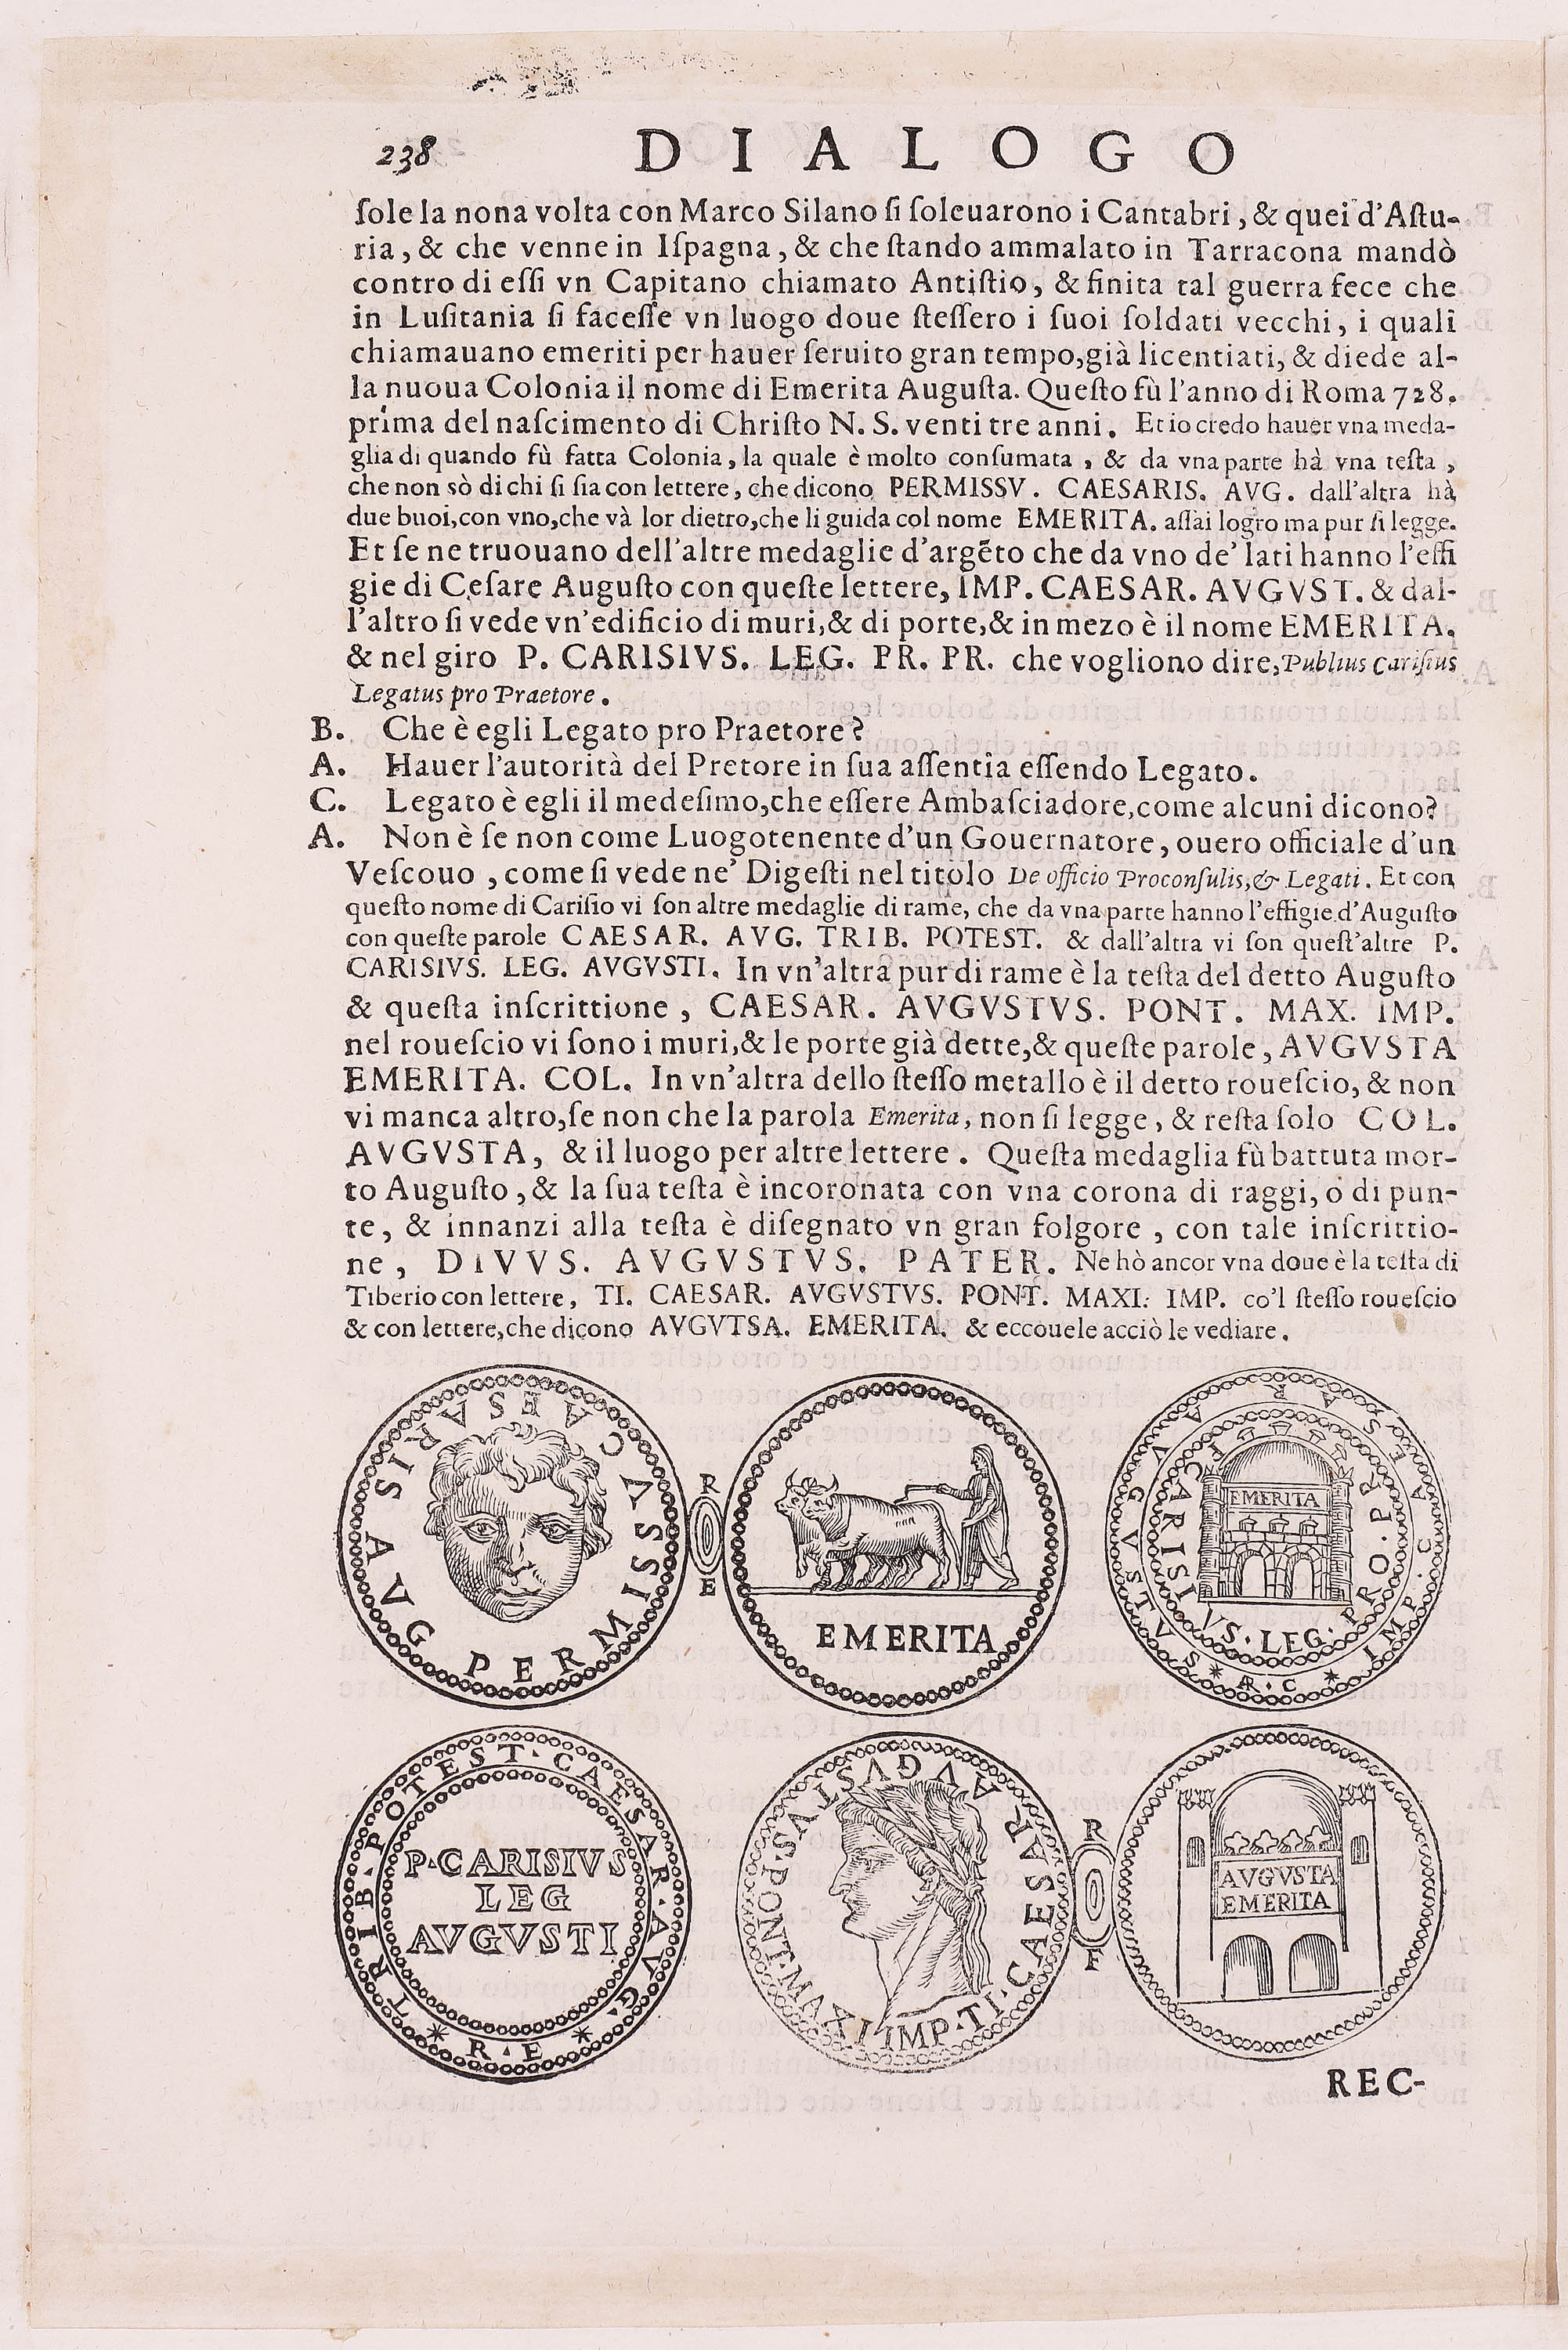 238 DIALOGO
ſole la nona volta con Marco Silano ſi ſoleuarono i Cantabri, & quei d'Aſtu-
ria, & che venne in Iſpagna, & che ſtando ammalato in Tarracona mandò
contro di eſſi vn Capitano chiamato Antiſtio, & finita tal guerra fece che
in Luſitania ſi faceſſe vn luogo doue ſteſſero i ſuoi ſoldati vecchi, i quali
chiamauano emeriti per hauer ſeruito gran tempo, già licentiati, & diede al-
la nuoua Colonia il nome di Emerita Auguſta. Queſto fù l'anno di Roma 728.
prima del naſcimento di Chriſto N. S. venti tre anni. Et io credo hauer vna meda-
glia di quando fù fatta Colonia, la quale è molto conſumata, & da vna parte hà vna teſta,
che non sò di chi ſi ſia con lettere, che dicono PERMISSV. CAESARIS. AVG. dall'altra hà
due buoi, con vno, che và lor dietro, che li guida col nome EMERITA. aſſai logro ma pur ſi legge.
Et ſe ne truouano dell'altre medaglie d'argẽto che da vno de' lati hanno l'effi
gie di Ceſare Auguſto con queſte lettere, IMP. CAESAR. AVGVST. & dal-
l'altro ſi vede vn'edificio di muri, & di porte, & in mezo è il nome EMERITA.
& nel giro P. CARISIVS. LEG. PR. PR. che vogliono dire, Publius Cariſius
Legatus pro Praetore.
B. Che è egli Legato pro Praetore?
A. Hauer l'autorità del Pretore in ſua aſſentia eſſendo Legato.
C. Legato è egli il medeſimo, che eſſere Ambaſciadore, come alcuni dicono?
A. Non è ſe non come Luogotenente d'un Gouernatore, ouero officiale d'un
Veſcouo, come ſi vede ne' Digeſti nel titolo De officio Proconſulis, & Legati. Et con
queſto nome di Cariſio vi ſon altre medaglie di rame, che da vna parte hanno l'effigie d'Auguſto
con queſte parole CAESAR. AVG. TRIB. POTEST. & dall'altra vi ſon queſt'altre P.
CARISIVS. LEG. AVGVSTI. In vn'altra pur di rame è la teſta del detto Auguſto
& queſta inſcrittione, CAESAR. AVGVSTVS. PONT. MAX. IMP.
nel roueſcio vi ſono i muri, & le porte già dette, & queſte parole, AVGVSTA
EMERITA. COL. In vn'altra dello ſteſſo metallo è il detto roueſcio, & non
vi manca altro, ſe non che la parola Emerita, non ſi legge, & reſta ſolo COL.
AVGVSTA, & il luogo per altre lettere. Queſta medaglia fù battuta mor-
to Auguſto, & la ſua teſta è incoronata con vna corona di raggi, o di pun-
te, & innanzi alla teſta è diſegnato vn gran folgore, con tale inſcrittio-
ne, DIVVS. AVGVSTVS. PATER. Ne hò ancor vna doue è la teſta di
Tiberio con lettere, TI. CAESAR. AVGVSTVS. PONT. MAXI. IMP. co'l ſteſſo roueſcio
& con lettere, che dicono AVGVTSA. EMERITA. & eccouele acciò le vediare.
PERMISSV CAESARIS AVG
R E
EMERITA
IMP. CAESAR AVGVSTVS * AR. C *
P CARISIVS. LEG. PRO. PR
EMERITA
CAESAR. AVG. TRIB. POTEST. * R. E *
P. CARISIVS
LEG
AVGVSTI
TI. CAESAR AVGVSTVS. PONT. MAXI IMP.
R F
AVGVSTA
EMERITA
REC-